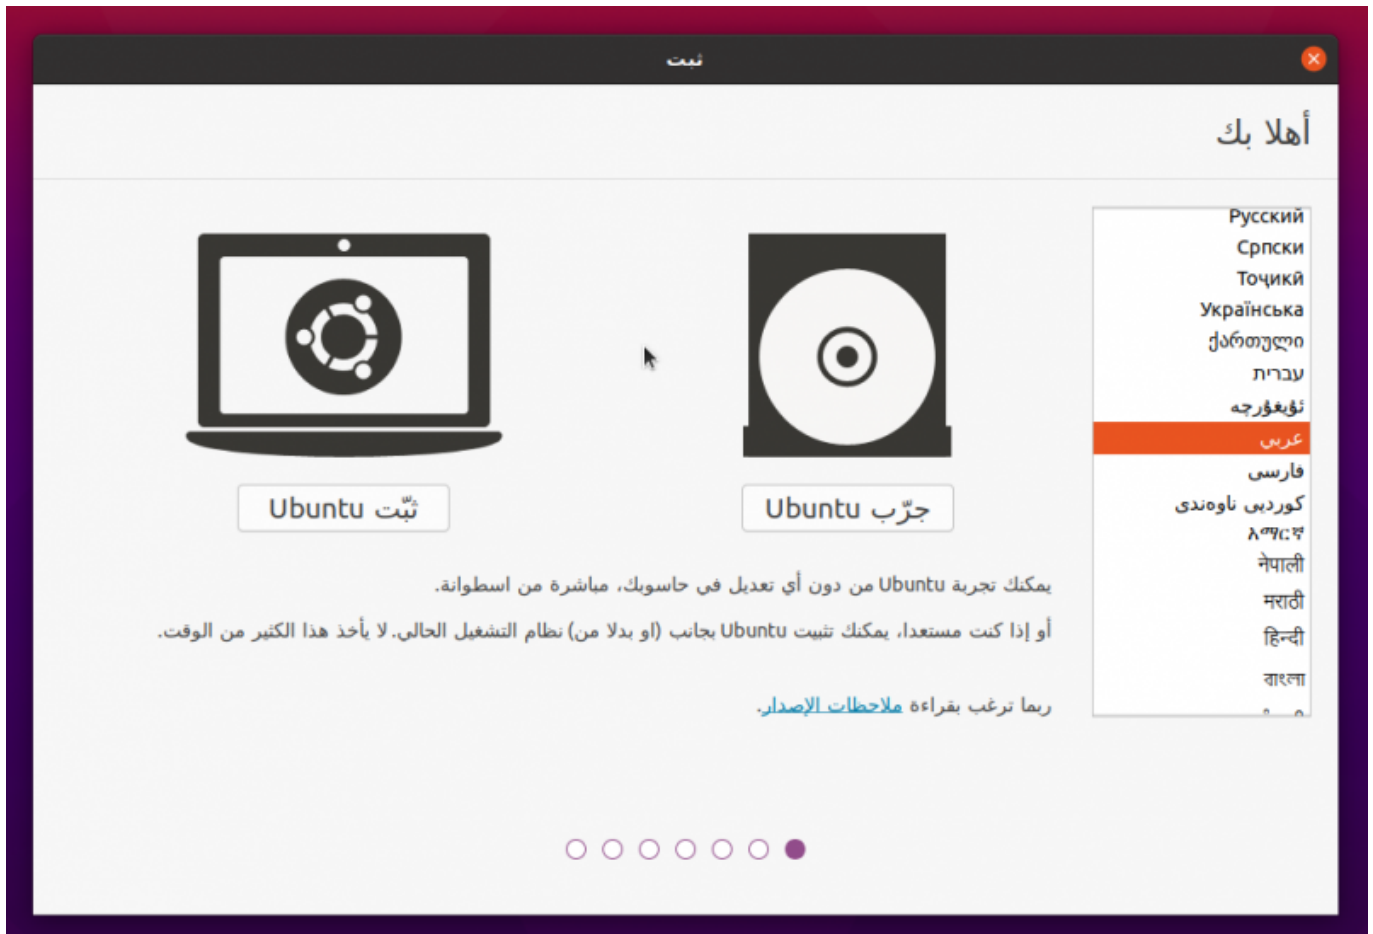 ثبت
أهلا بك
Русский
Српски
Тоҷикӣ
Українська
ქართული
עברית
ئۇيغۇرچە
عربي
فارسی
کوردیی ناوەندی
አማርኛ
नेपाली
मराठी
हिन्दी
বাংলা
جرّب Ubuntu
ثبّت Ubuntu
يمكنك تجربة Ubuntu من دون أي تعديل في حاسوبك، مباشرة من اسطوانة.
أو إذا كنت مستعدا، يمكنك تثبيت Ubuntu بجانب (او بدلا من) نظام التشغيل الحالي. لا يأخذ هذا الكثير من الوقت.
ربما ترغب بقراءة ملاحظات الإصدار.